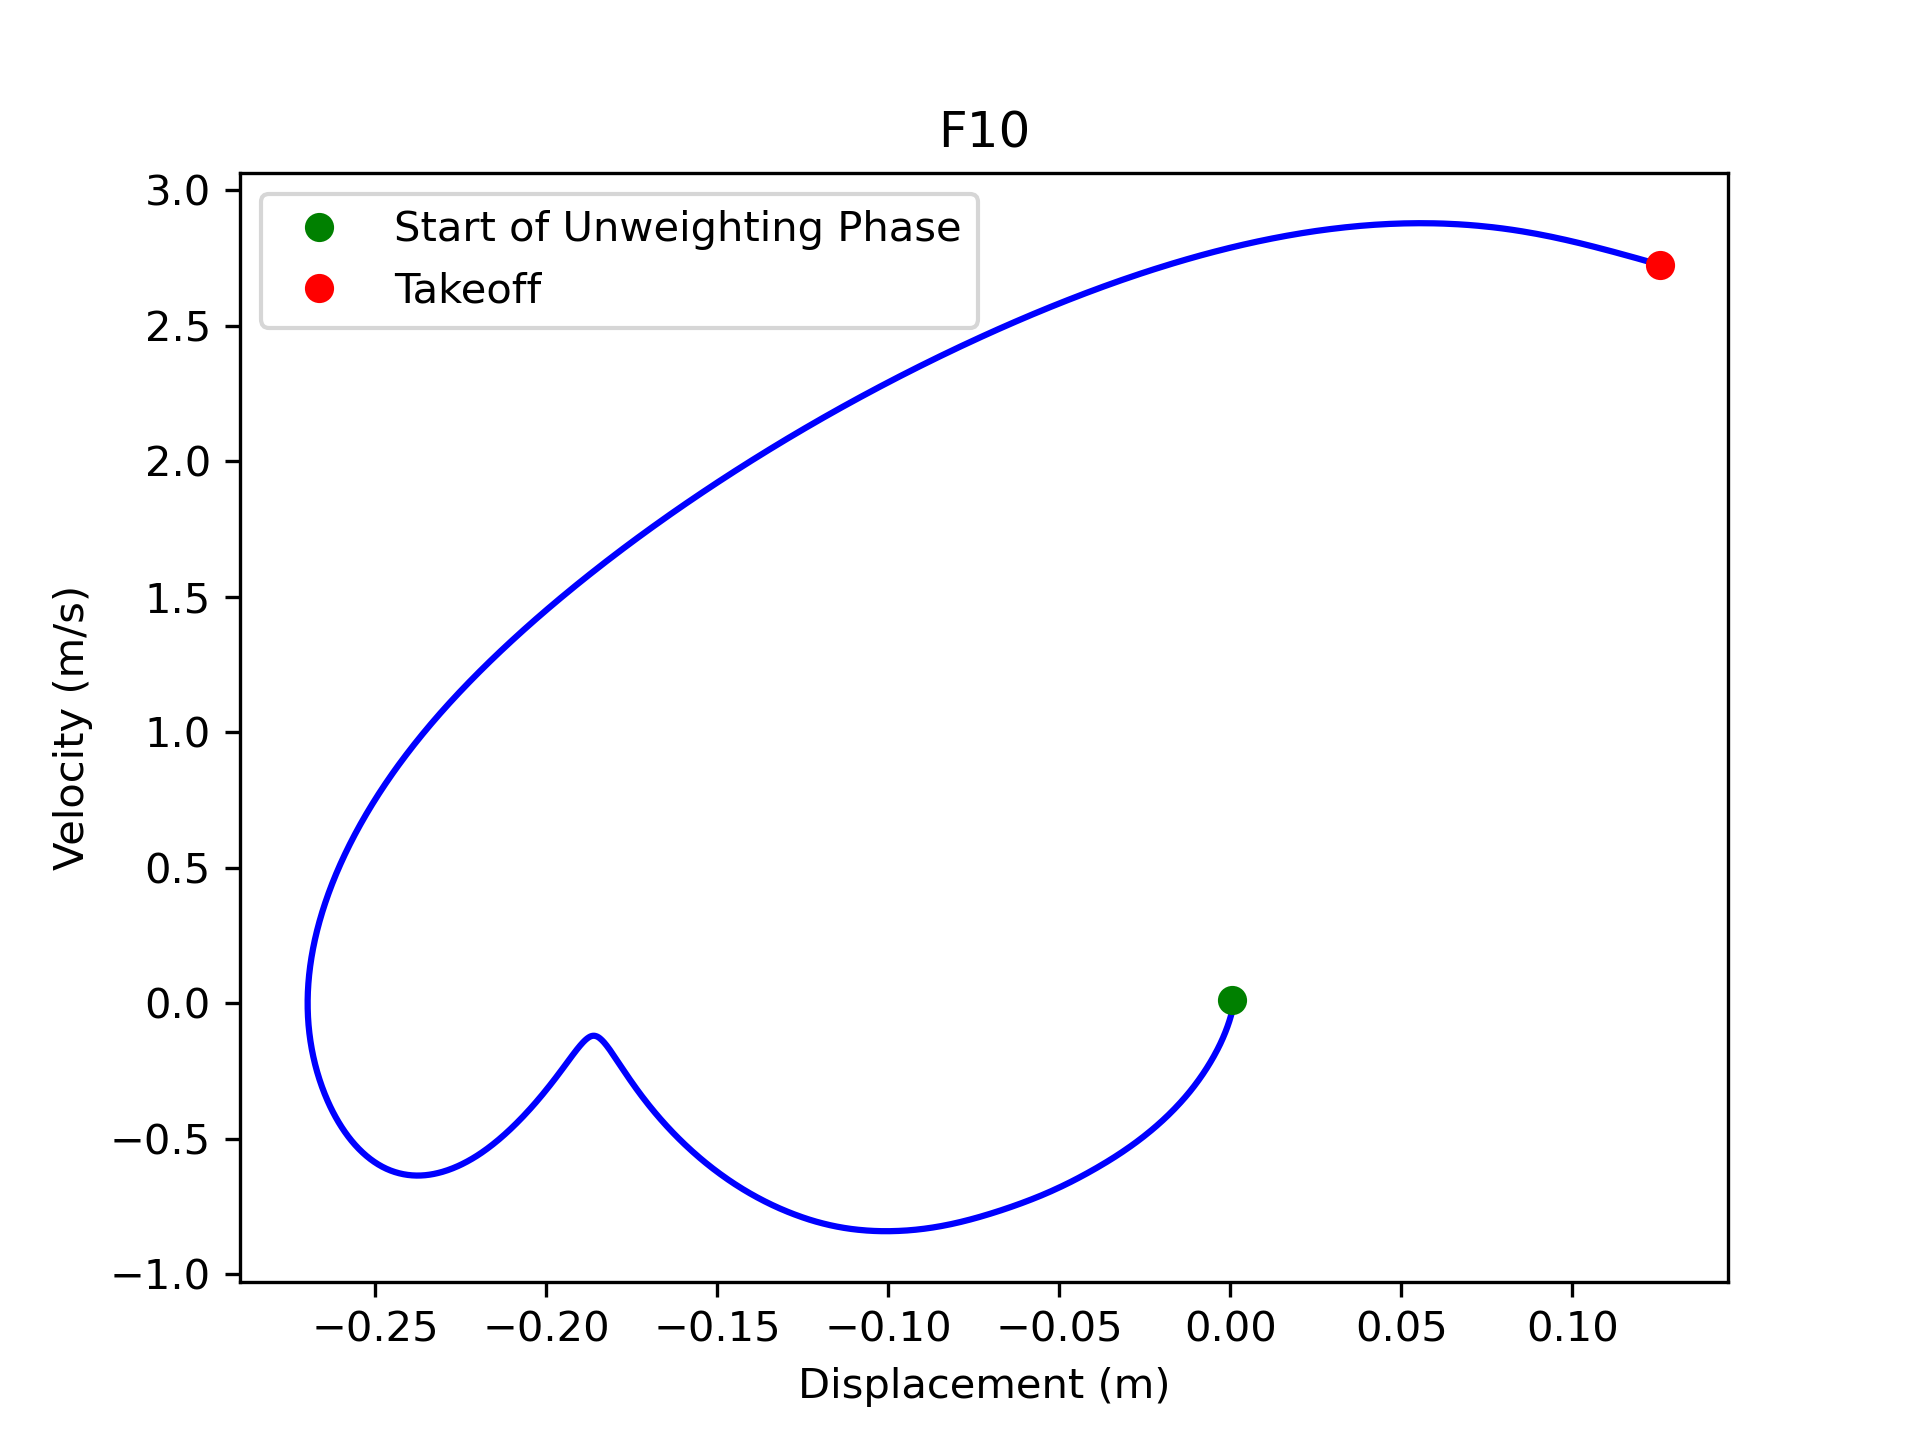 F10
3.0
2.5
2.0
1.5
1.0
0.5
0.0
−0.5
−1.0
Start of Unweighting Phase
Takeoff
Velocity (m/s)
−0.25 −0.20 −0.15 −0.10 −0.05 0.00 0.05 0.10
Displacement (m)